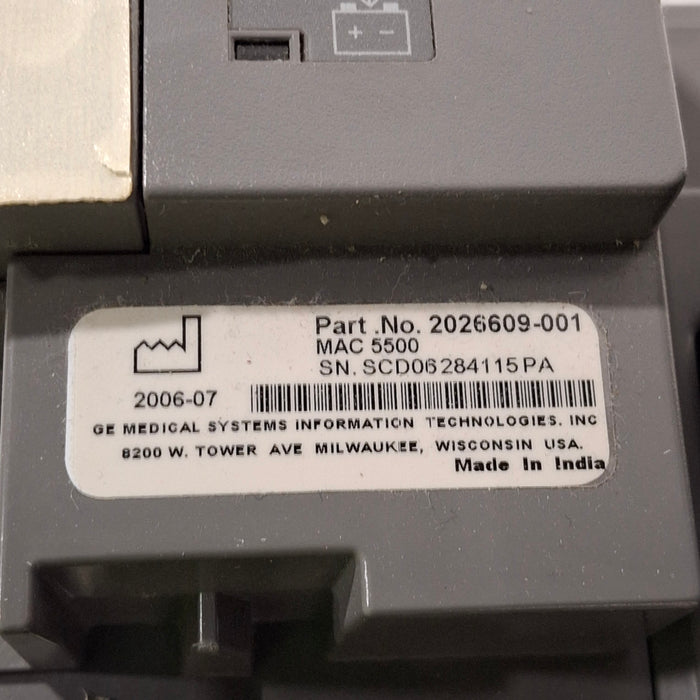 Part .No. 2026609-001
MAC 5500
SN. SCD06284115PA
2006-07
GE MEDICAL SYSTEMS INFORMATION TECHNOLOGIES. INC
8200 W. TOWER AVE MILWAUKEE, WISCONSIN USA.
Made In India